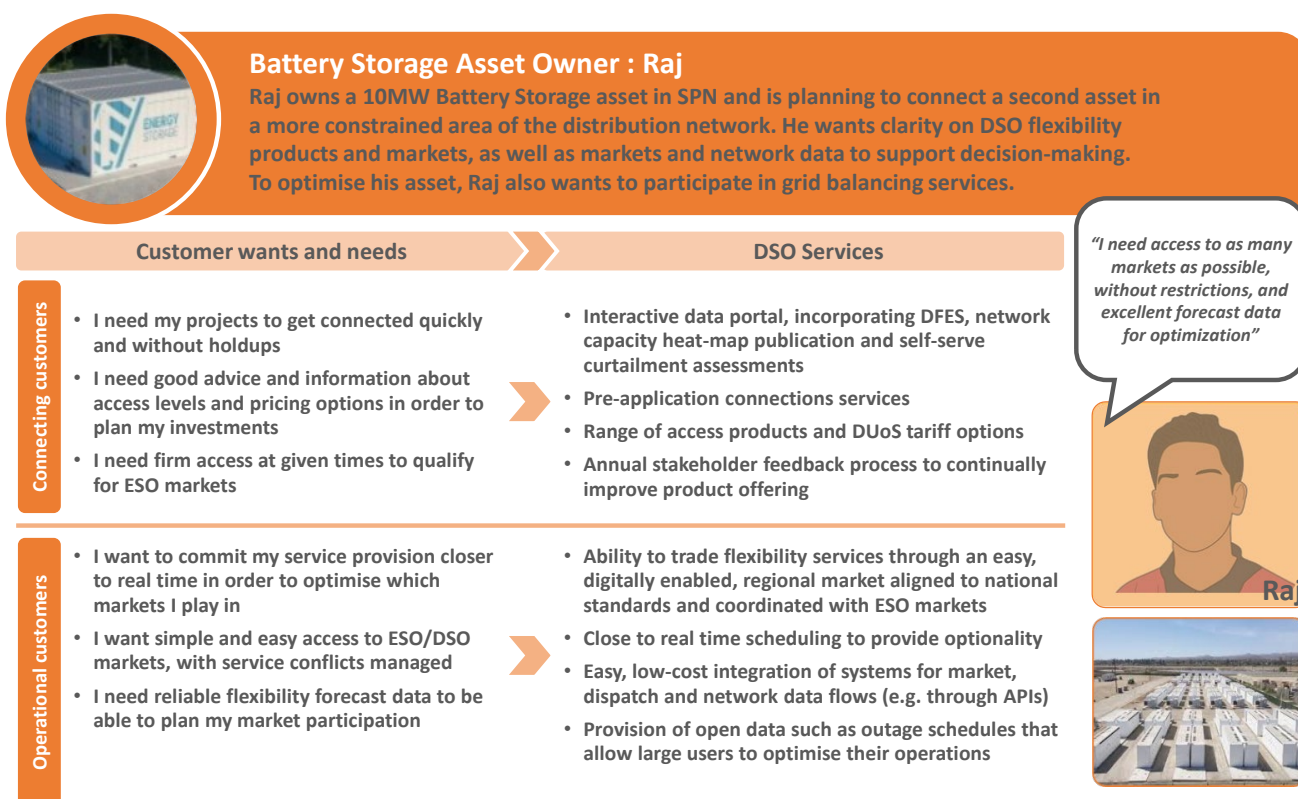 Battery Storage Asset Owner : Raj
Raj owns a 10MW Battery Storage asset in SPN and is planning to connect a second asset in
a more constrained area of the distribution network. He wants clarity on DSO flexibility
products and markets, as well as markets and network data to support decision-making.
To optimise his asset, Raj also wants to participate in grid balancing services.
ENERGY
STORAGE
Customer wants and needs
DSO Services
"I need access to as many
markets as possible,
without restrictions, and
excellent forecast data
for optimization"
Connecting customers
• I need my projects to get connected quickly
and without holdups
• I need good advice and information about
access levels and pricing options in order to
plan my investments
• I need firm access at given times to qualify
for ESO markets
• Interactive data portal, incorporating DFES, network
capacity heat-map publication and self-serve
curtailment assessments
• Pre-application connections services
• Range of access products and DUoS tariff options
• Annual stakeholder feedback process to continually
improve product offering
Operational customers
• I want to commit my service provision closer
to real time in order to optimise which
markets I play in
• I want simple and easy access to ESO/DSO
markets, with service conflicts managed
• I need reliable flexibility forecast data to be
able to plan my market participation
• Ability to trade flexibility services through an easy,
digitally enabled, regional market aligned to national
standards and coordinated with ESO markets
• Close to real time scheduling to provide optionality
• Easy, low-cost integration of systems for market,
dispatch and network data flows (e.g. through APIs)
• Provision of open data such as outage schedules that
allow large users to optimise their operations
Raj